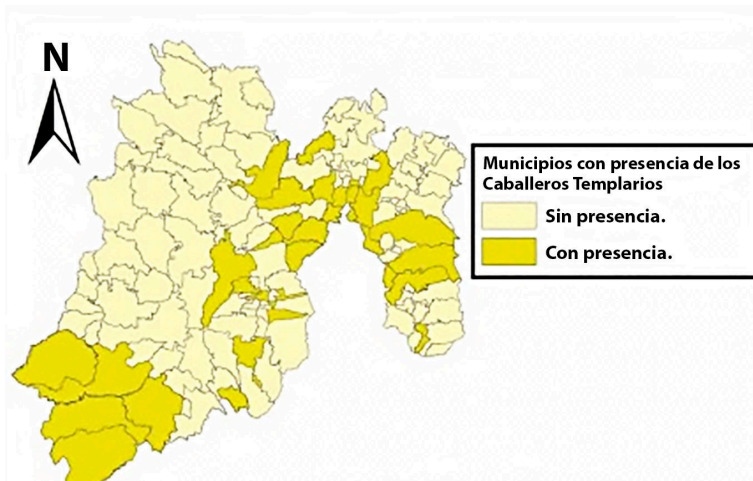 N
Municipios con presencia de los
Caballeros Templarios
Sin presencia.
Con presencia.